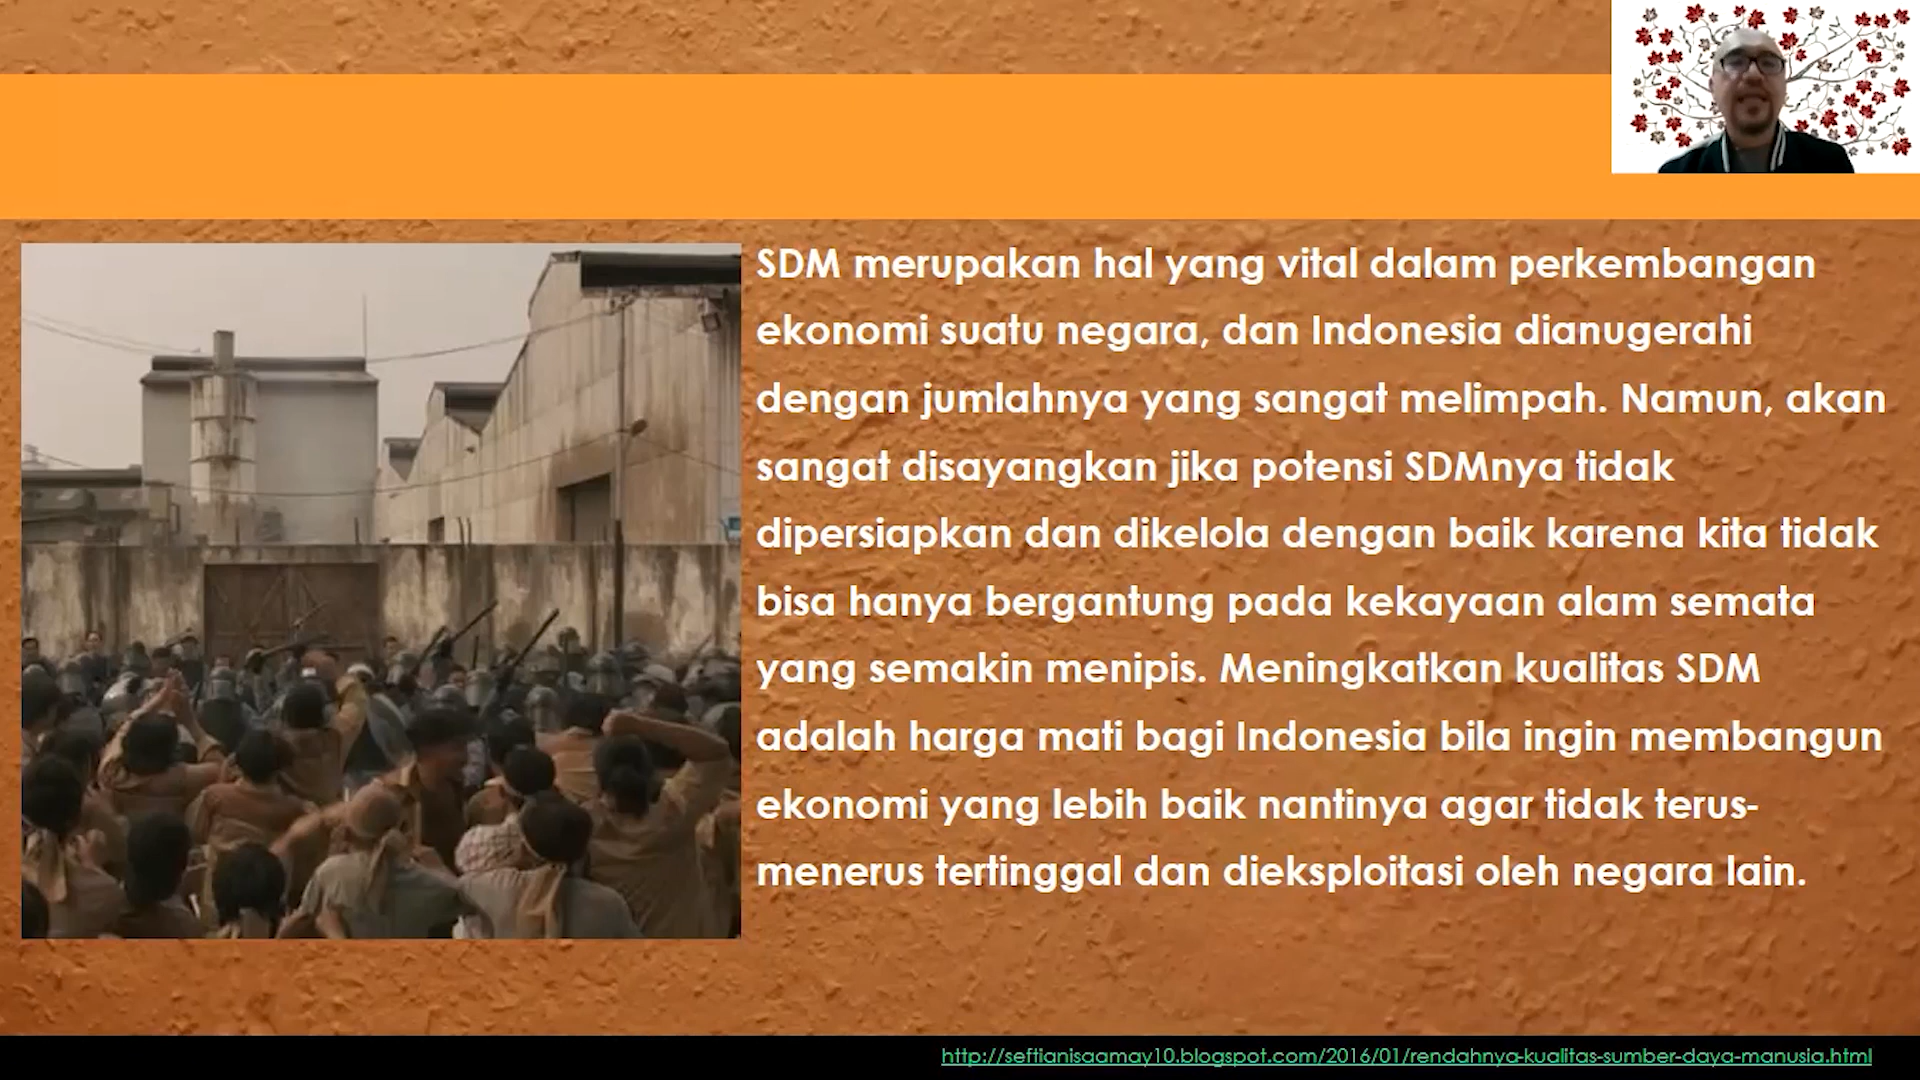 SDM merupakan hal yang vital dalam perkembangan
ekonomi suatu negara, dan Indonesia dianugerahi
dengan jumlahnya yang sangat melimpah. Namun, akan
sangat disayangkan jika potensi SDMnya tidak
dipersiapkan dan dikelola dengan baik karena kita tidak
bisa hanya bergantung pada kekayaan alam semata
yang semakin menipis. Meningkatkan kualitas SDM
adalah harga mati bagi Indonesia bila ingin membangun
ekonomi yang lebih baik nantinya agar tidak terus-
menerus tertinggal dan dieksploitasi oleh negara lain.
http://seftianisaamay10.blogspot.com/2016/01/rendahnya-kualitas-sumber-daya-manusia.html